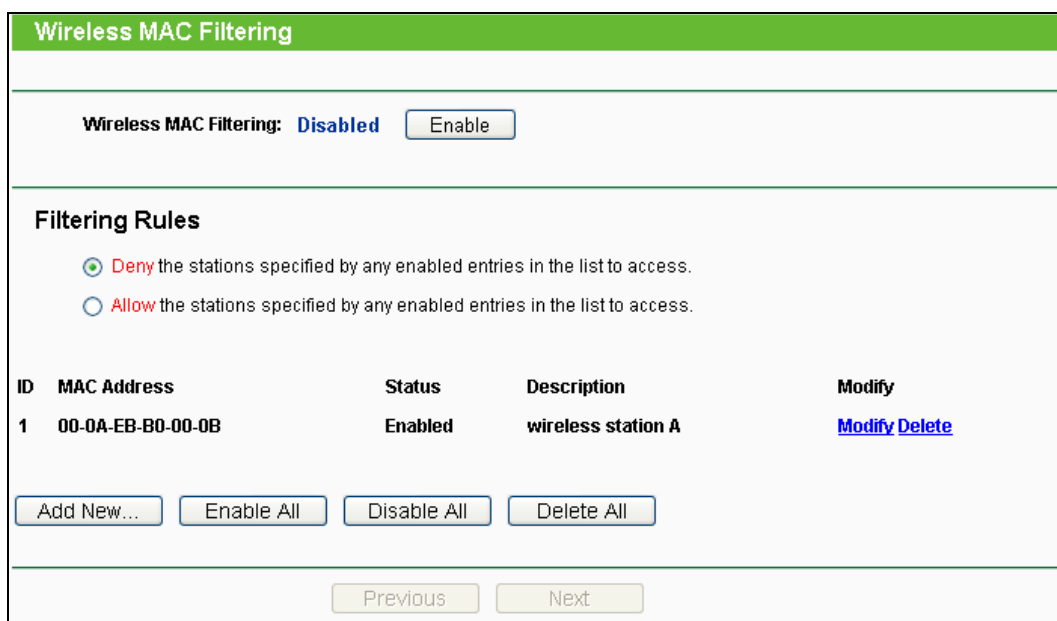 Wireless MAC Filtering
Wireless MAC Filtering: Disabled Enable
Filtering Rules
Deny the stations specified by any enabled entries in the list to access.
Allow the stations specified by any enabled entries in the list to access.
ID MAC Address Status Description Modify
1 00-0A-EB-B0-00-0B Enabled wireless station A Modify Delete
Add New... Enable All Disable All Delete All
Previous Next